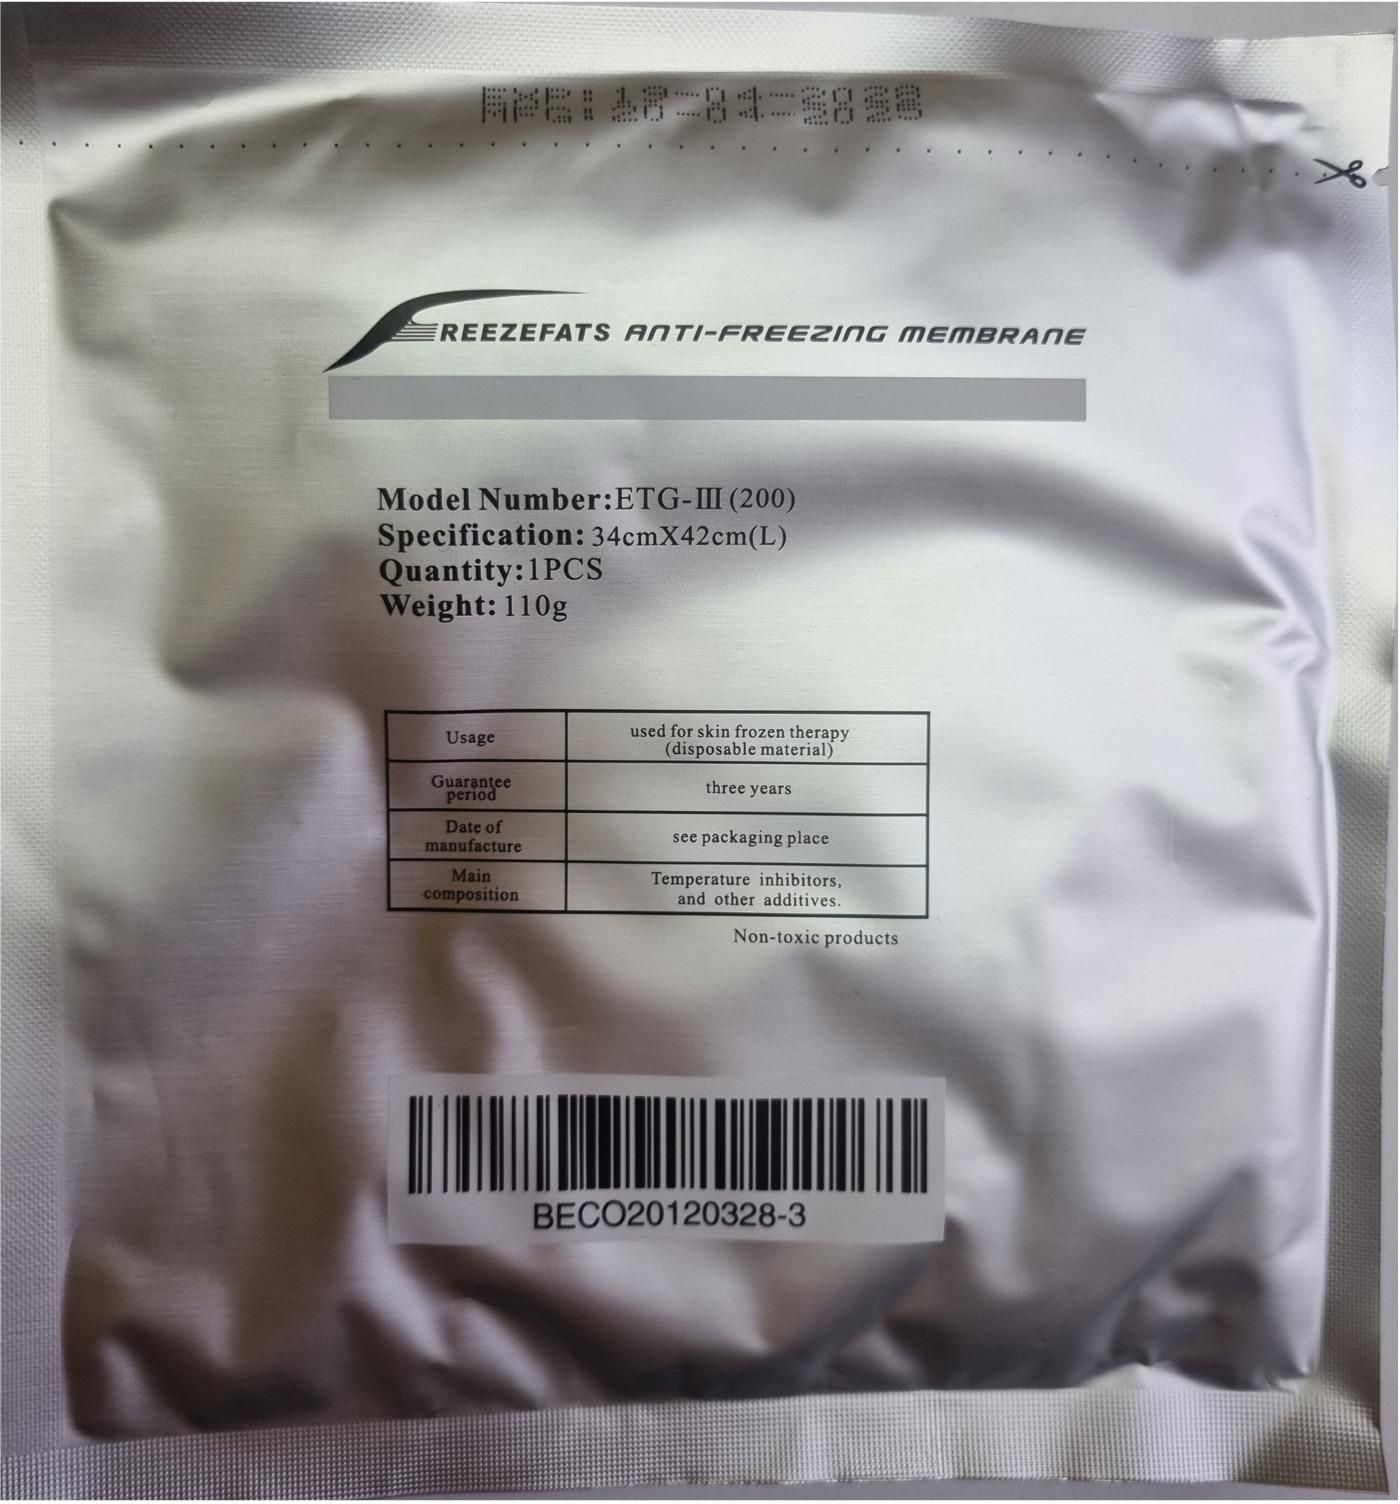 FREEZEFATS ANTI-FREEZING MEMBRANE
Model Number:ETG-III(200)
Specification: 34cmX42cm(L)
Quantity:1PCS
Weight: 110g
Usage
used for skin frozen therapy
(disposable material)
Guarantee
period
three years
Date of
manufacture
see packaging place
Main
composition
Temperature inhibitors,
and other additives.
Non-toxic products
BECO20120328-3